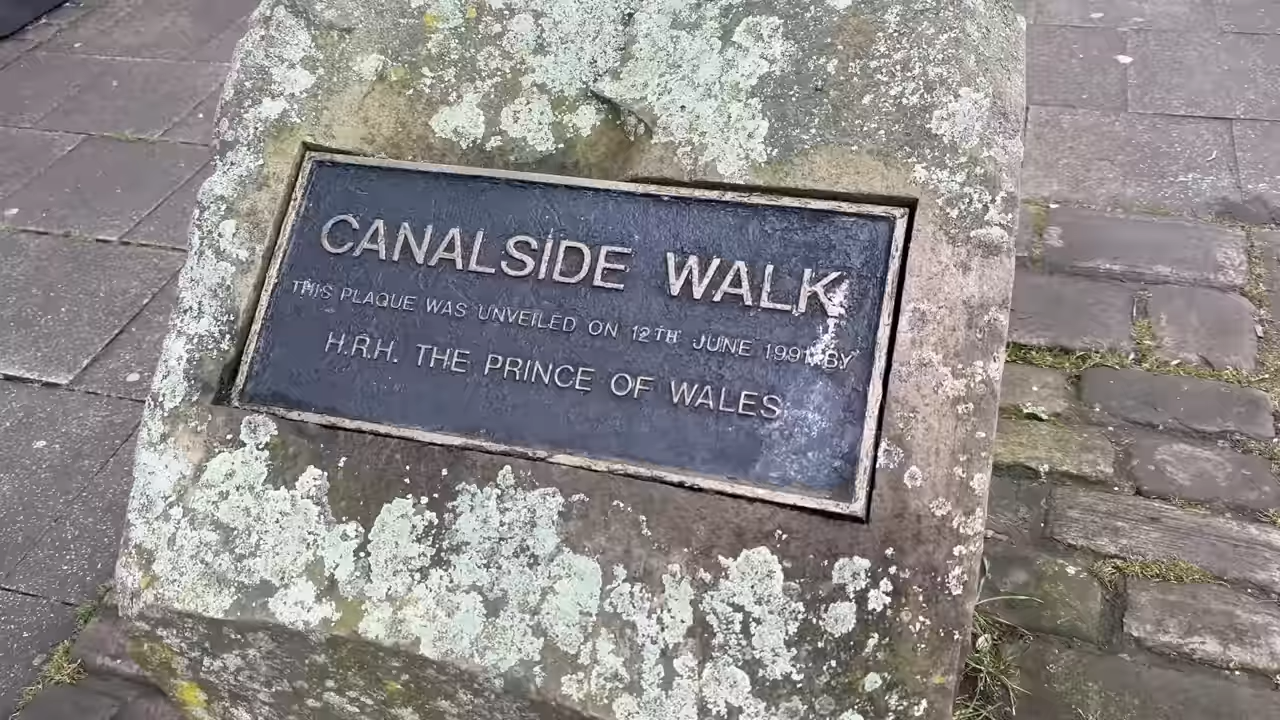 CANALSIDE WALK
THIS PLAQUE WAS UNVEILED ON 12TH JUNE 1991 BY
H.R.H. THE PRINCE OF WALES